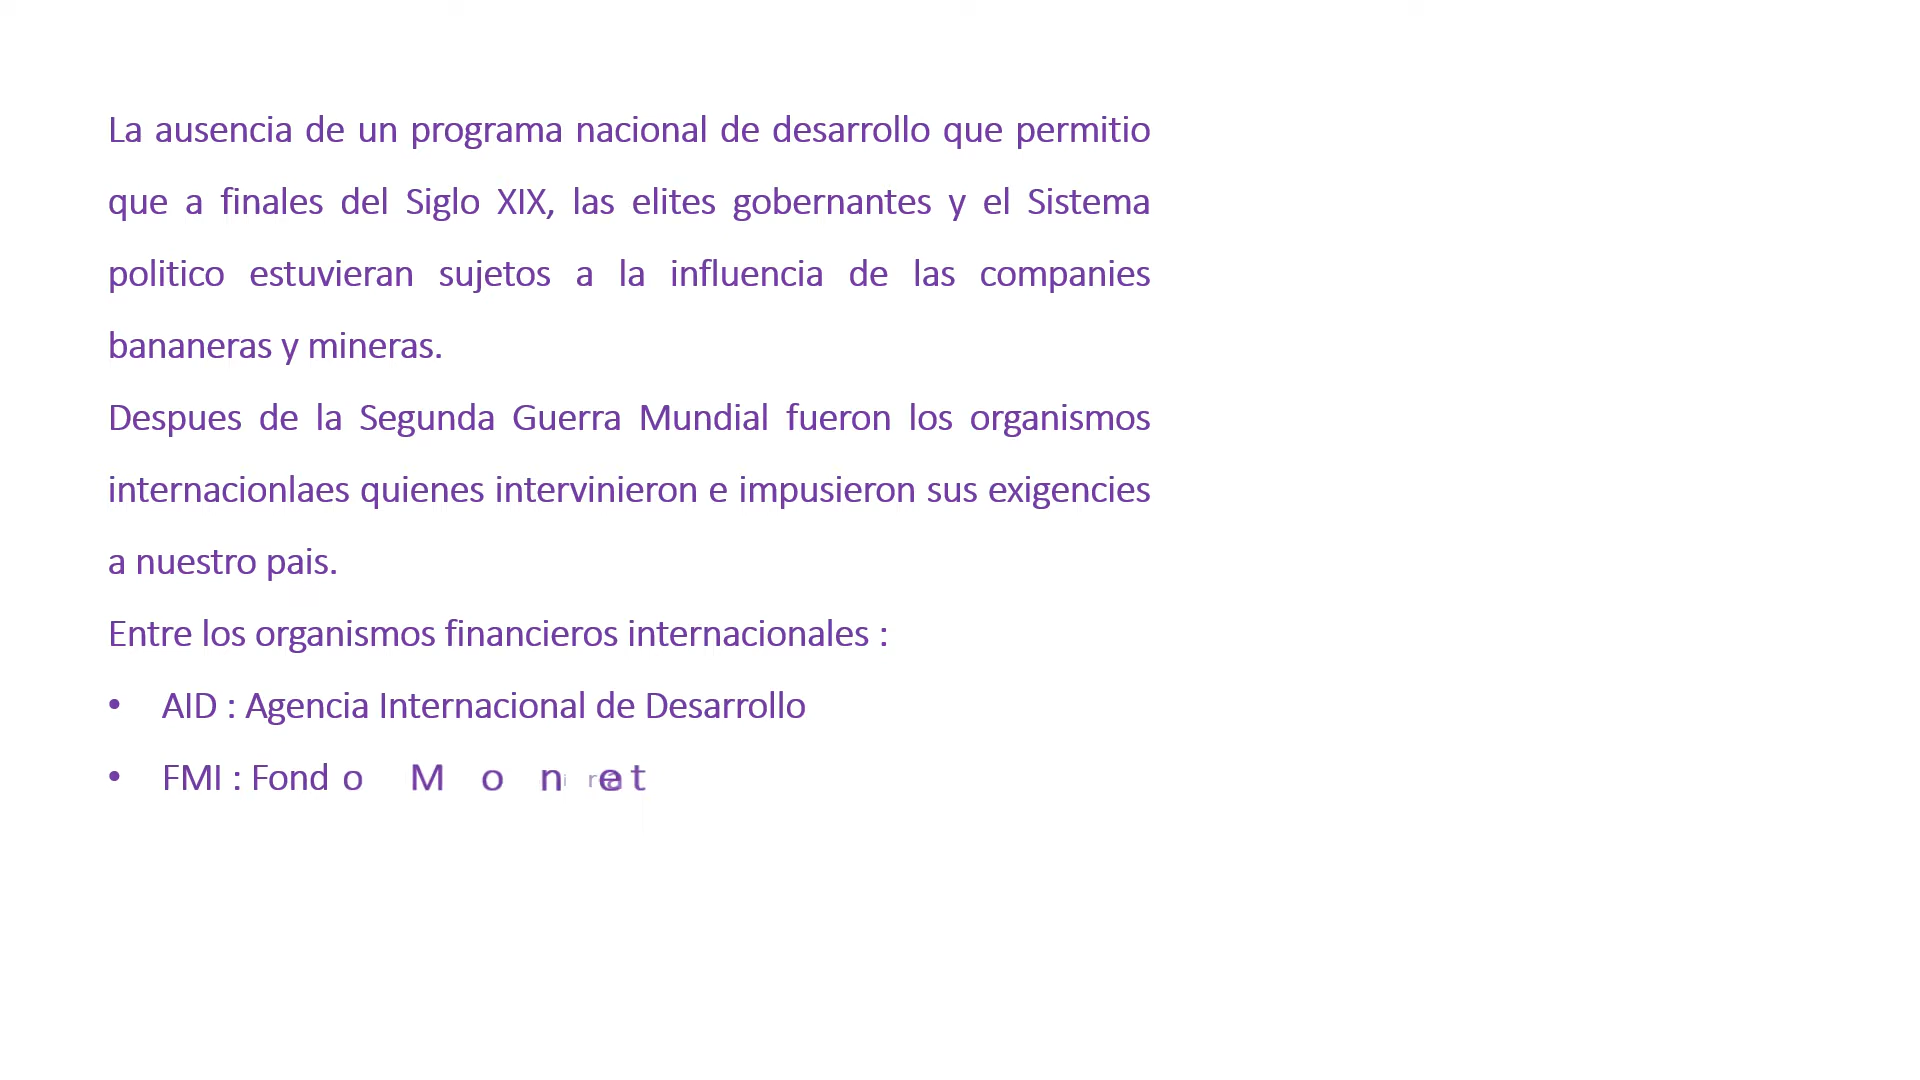 La ausencia de un programa nacional de desarrollo que permitio
que a finales del Siglo XIX, las elites gobernantes y el Sistema
politico estuvieran sujetos a la influencia de las companies
bananeras y mineras.
Despues de la Segunda Guerra Mundial fueron los organismos
internacionlaes quienes intervinieron e impusieron sus exigencies
a nuestro pais.
Entre los organismos financieros internacionales :
• AID : Agencia Internacional de Desarrollo
• FMI : Fondo